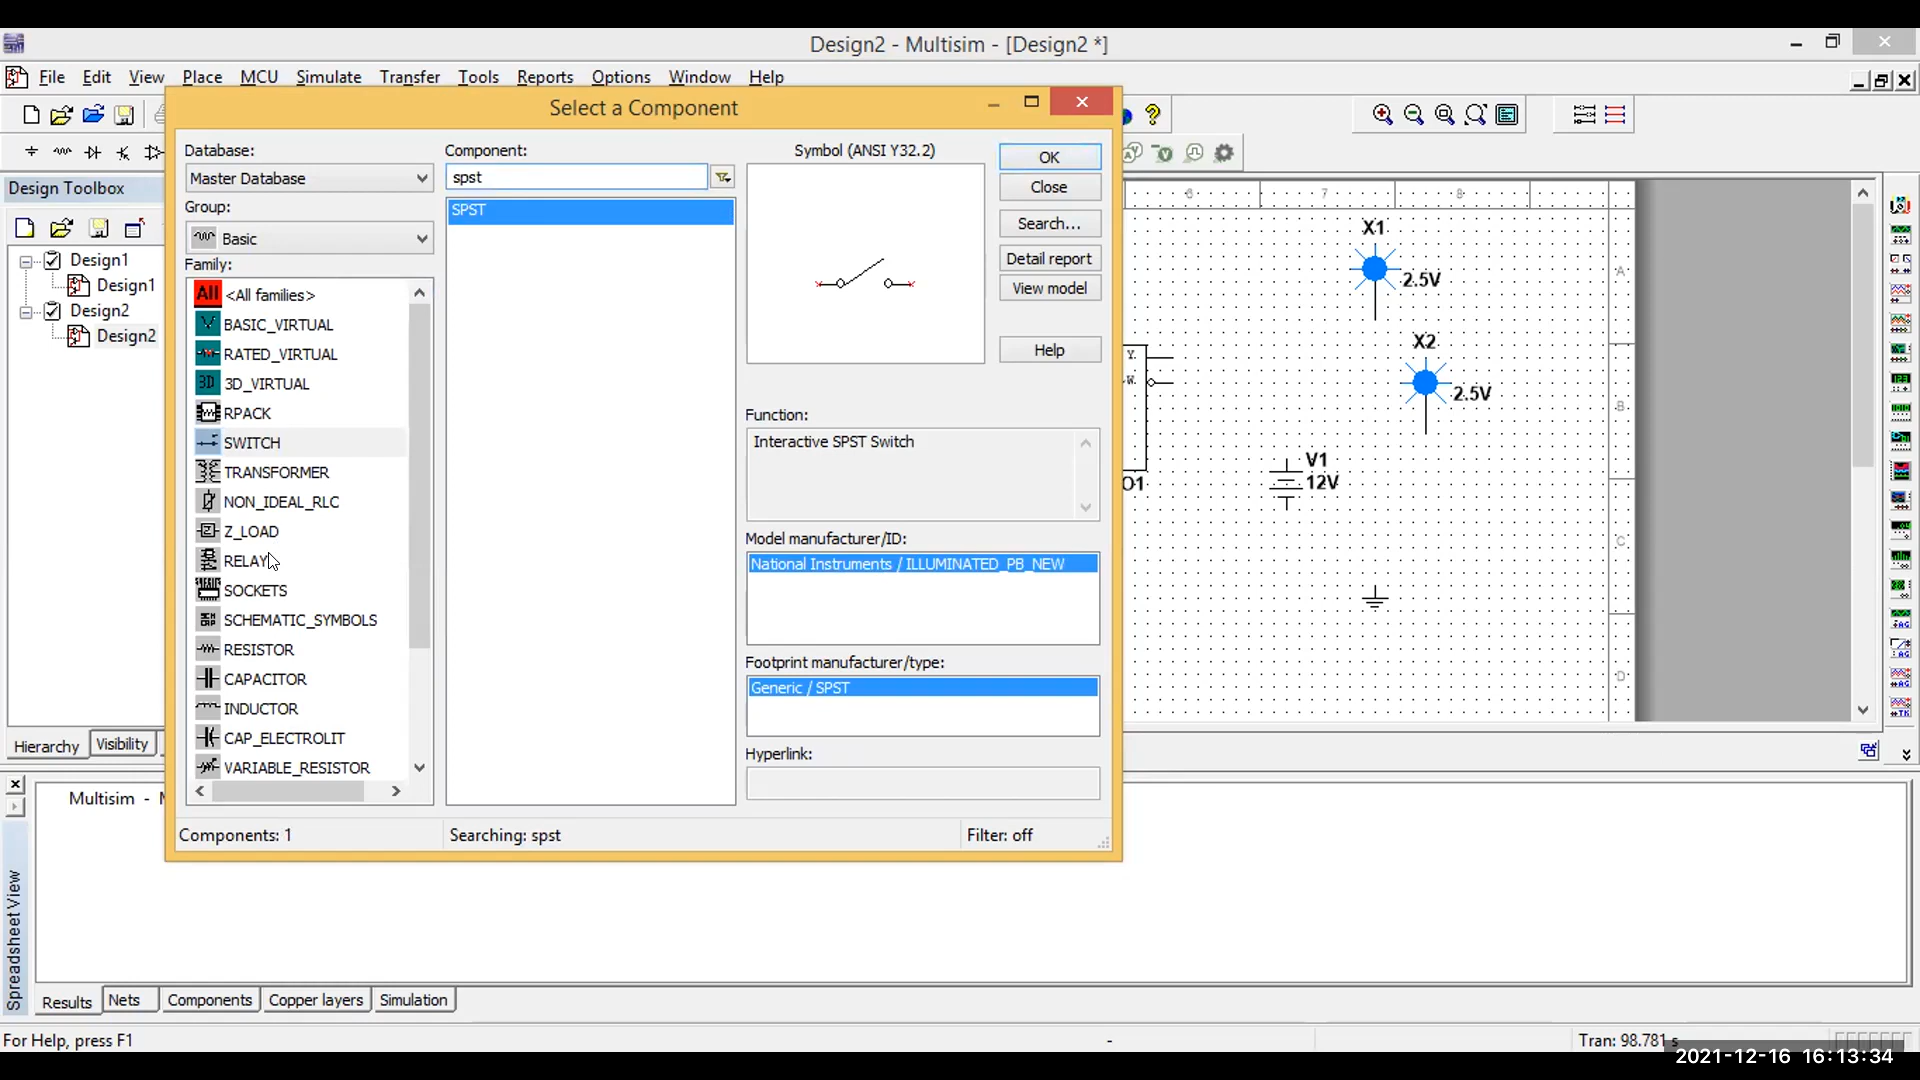 Design2 - Multisim - [Design2 *]
File Edit View Place MCU Simulate Transfer Tools Reports Options Window Help
Select a Component
Design Toolbox
Design1
Design1
Design2
Design2
Hierarchy Visibility
Database:
Master Database
Group:
Basic
Family:
All <All families>
BASIC_VIRTUAL
RATED_VIRTUAL
3D 3D_VIRTUAL
RPACK
SWITCH
TRANSFORMER
NON_IDEAL_RLC
Z_LOAD
RELAY
SOCKETS
SCHEMATIC_SYMBOLS
RESISTOR
CAPACITOR
INDUCTOR
CAP_ELECTROLIT
VARIABLE_RESISTOR
Component:
spst
SPST
Symbol (ANSI Y32.2)
OK
Close
Search...
Detail report
View model
Help
Function:
Interactive SPST Switch
Model manufacturer/ID:
National Instruments / ILLUMINATED_PB_NEW
Footprint manufacturer/type:
Generic / SPST
Hyperlink:
Components: 1
Searching: spst
Filter: off
6 7 8
A
B
C
D
X1
2.5V
X2
2.5V
V1
12V
Y
W
O1
Multisim -
Spreadsheet View
Results Nets Components Copper layers Simulation
For Help, press F1
-
Tran: 98.781 s
2021-12-16 16:13:34